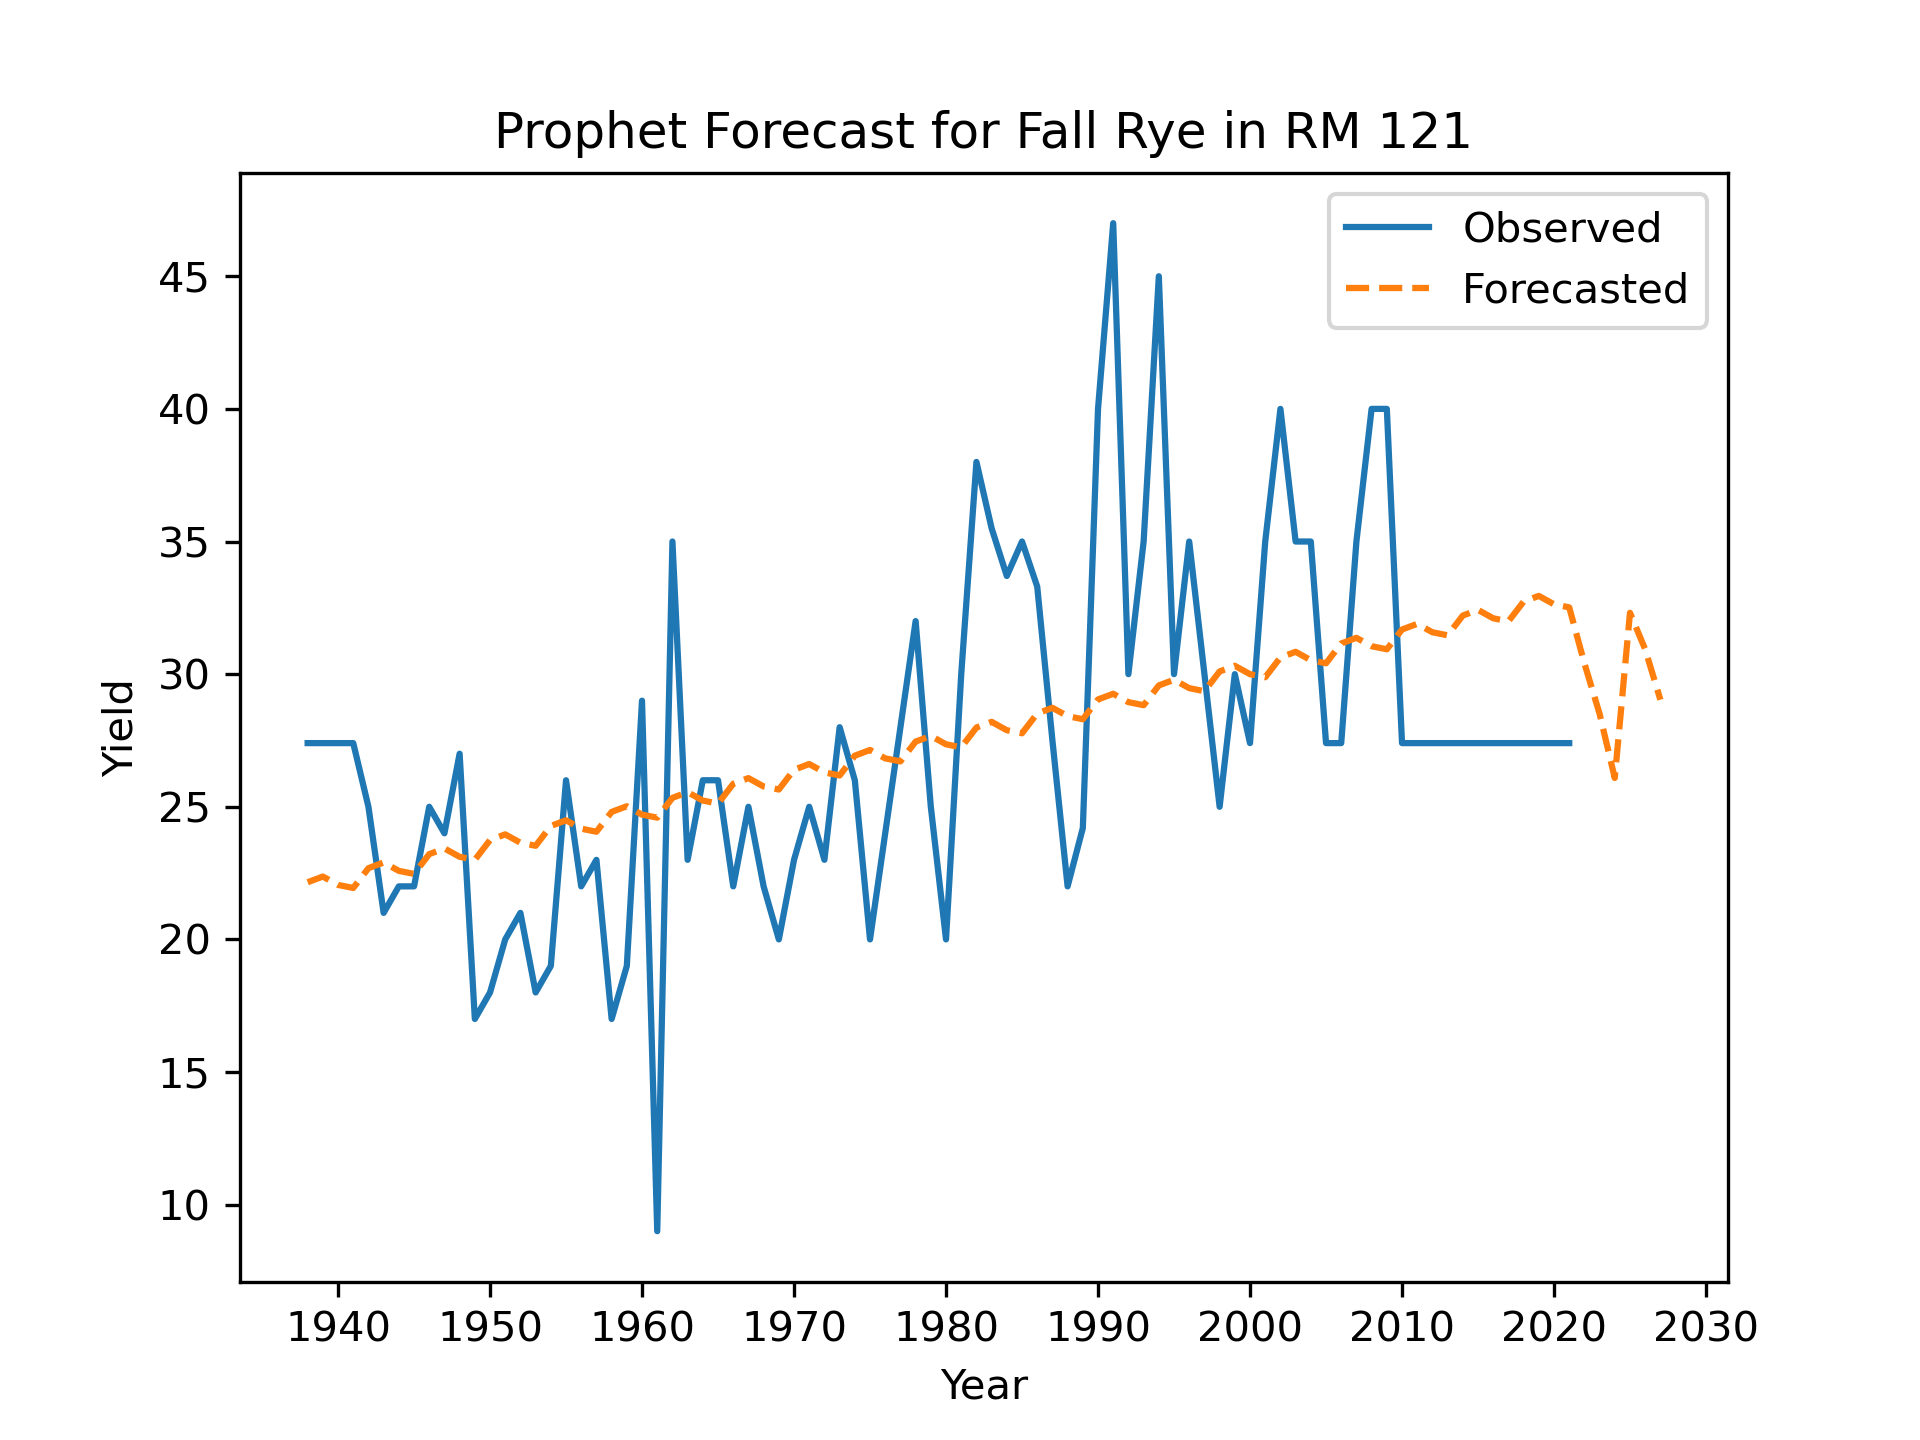 Prophet Forecast for Fall Rye in RM 121
Observed
Forecasted
45
40
35
30
25
20
15
10
Yield
1940 1950 1960 1970 1980 1990 2000 2010 2020 2030
Year